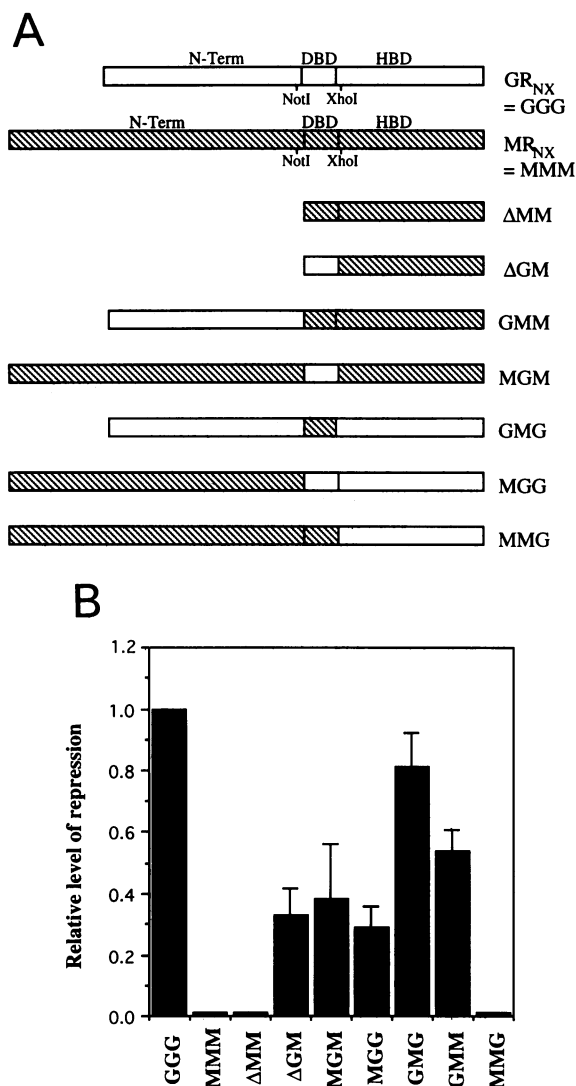 A
N-Term DBD HBD
NotI XhoI
GR_NX
= GGG
N-Term DBD HBD
NotI XhoI
MR_NX
= MMM
ΔMM
ΔGM
GMM
MGM
GMG
MGG
MMG
B
Relative level of repression
1.2
1.0
0.8
0.6
0.4
0.2
0.0
GGG MMM ΔMM ΔGM MGM MGG GMG GMM MMG